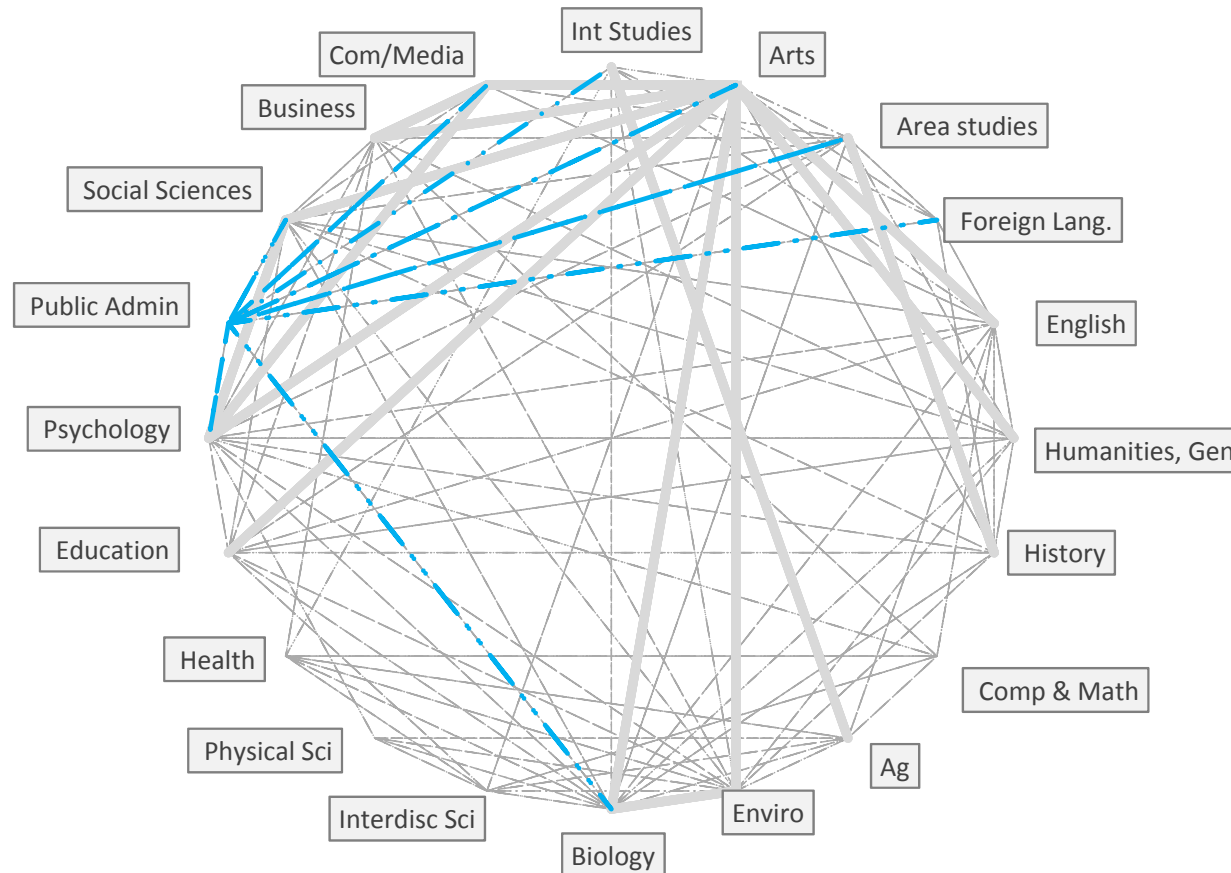 Int Studies
Arts
Com/Media
Business
Area studies
Social Sciences
Foreign Lang.
Public Admin
English
Psychology
Humanities, Gen
Education
History
Health
Comp & Math
Physical Sci
Ag
Interdisc Sci
Enviro
Biology